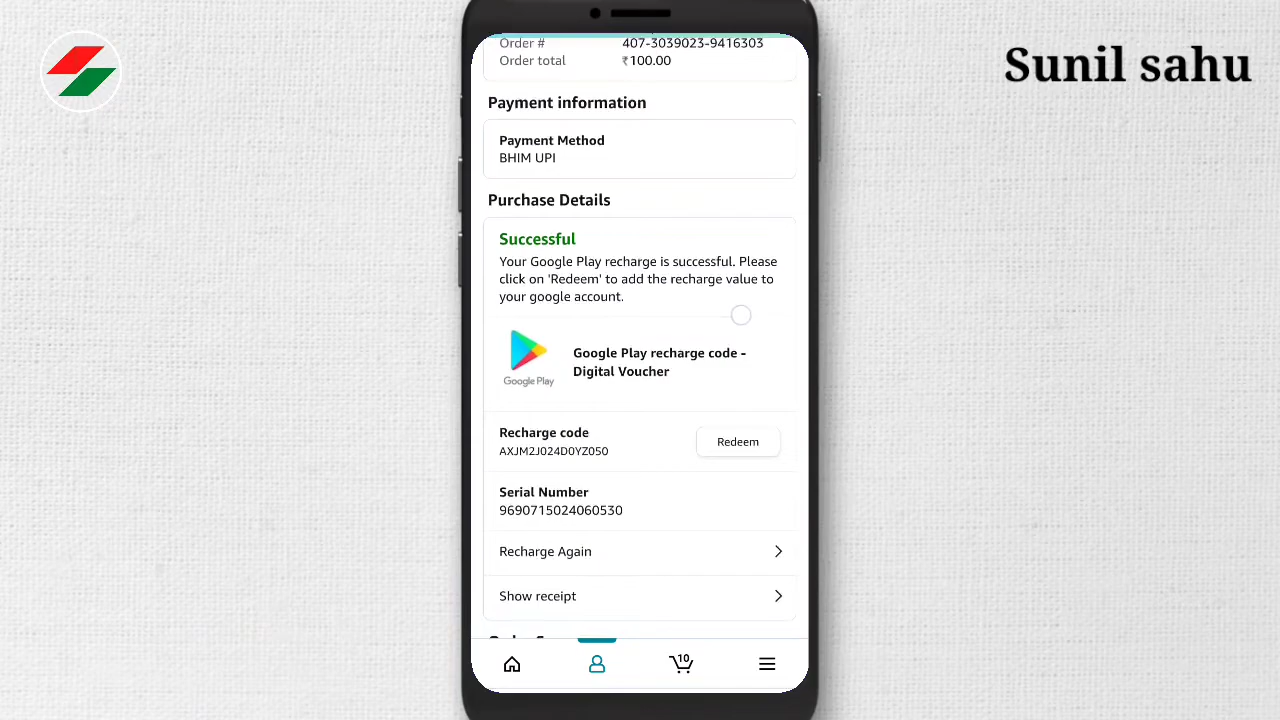 Sunil sahu
Order # 407-3039023-9416303
Order total ₹100.00
Payment information
Payment Method
BHIM UPI
Purchase Details
Successful
Your Google Play recharge is successful. Please
click on 'Redeem' to add the recharge value to
your google account.
Google Play
Google Play recharge code -
Digital Voucher
Recharge code
AXJM2J024D0YZ050
Redeem
Serial Number
9690715024060530
Recharge Again
Show receipt
10